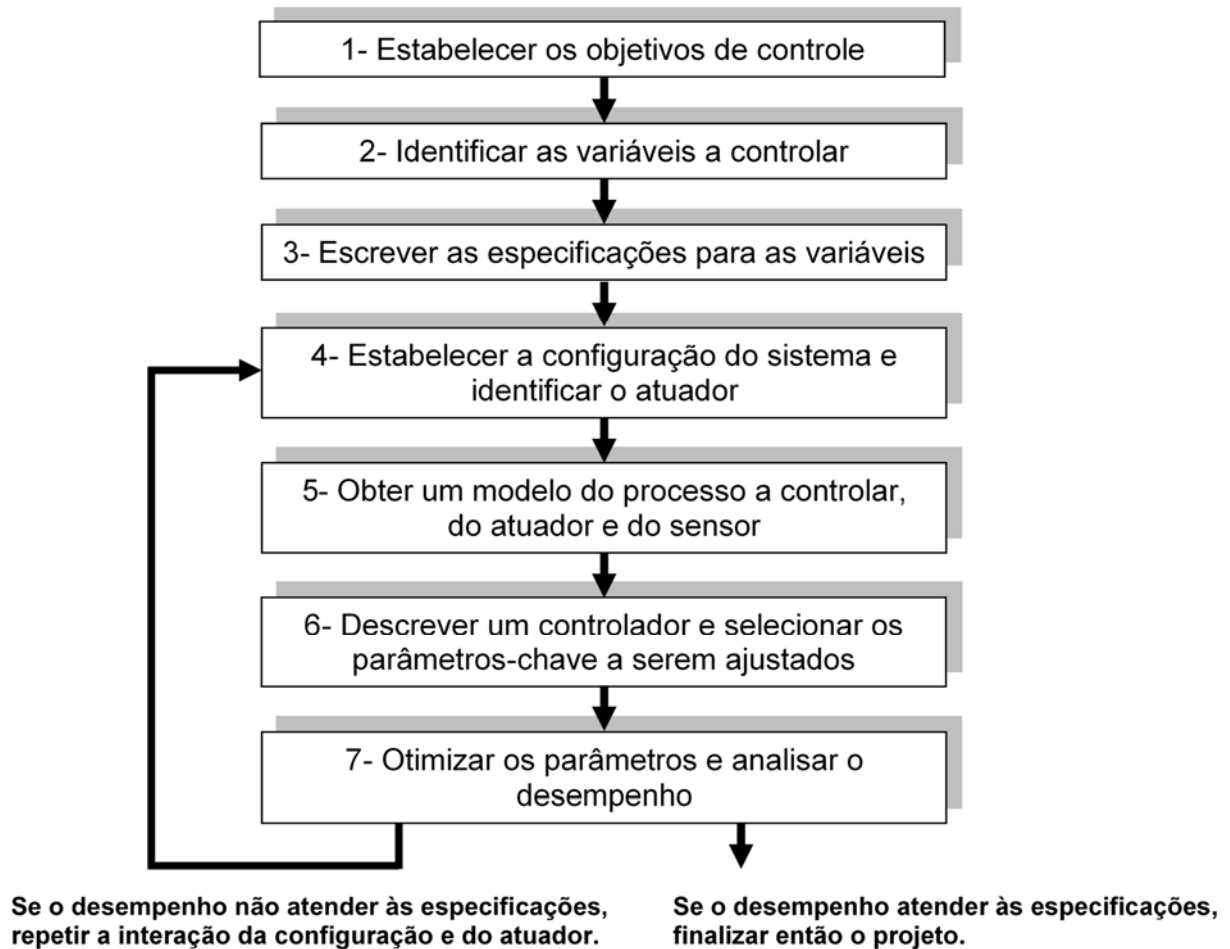 1- Estabelecer os objetivos de controle
2- Identificar as variáveis a controlar
3- Escrever as especificações para as variáveis
4- Estabelecer a configuração do sistema e
identificar o atuador
5- Obter um modelo do processo a controlar,
do atuador e do sensor
6- Descrever um controlador e selecionar os
parâmetros-chave a serem ajustados
7- Otimizar os parâmetros e analisar o
desempenho
Se o desempenho não atender às especificações,
repetir a interação da configuração e do atuador.
Se o desempenho atender às especificações,
finalizar então o projeto.